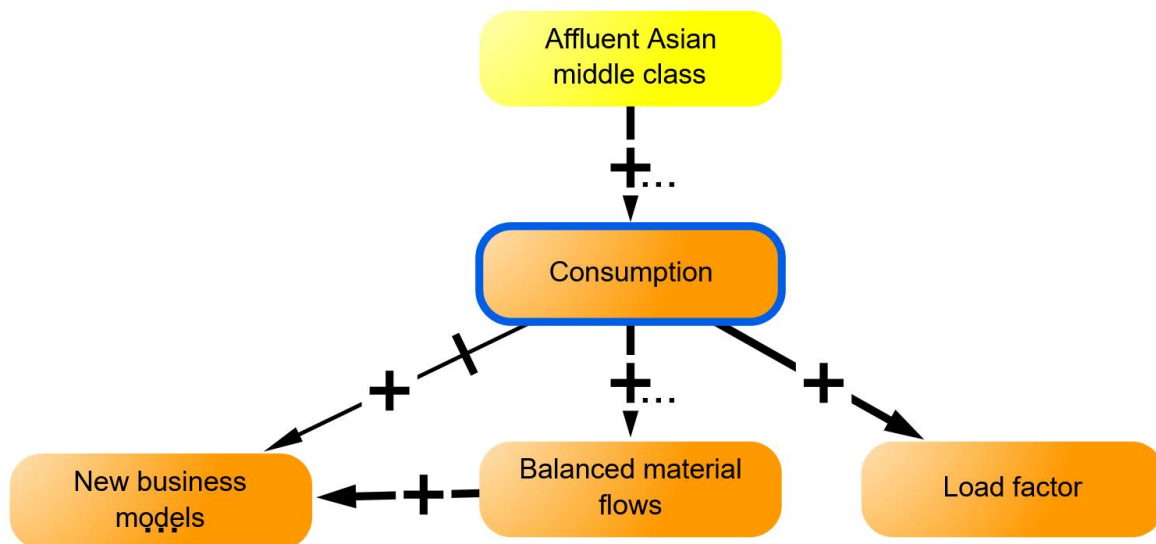 Affluent Asian
middle class
+...
Consumption
+
+...
+
New business
models
...
+
Balanced material
flows
Load factor